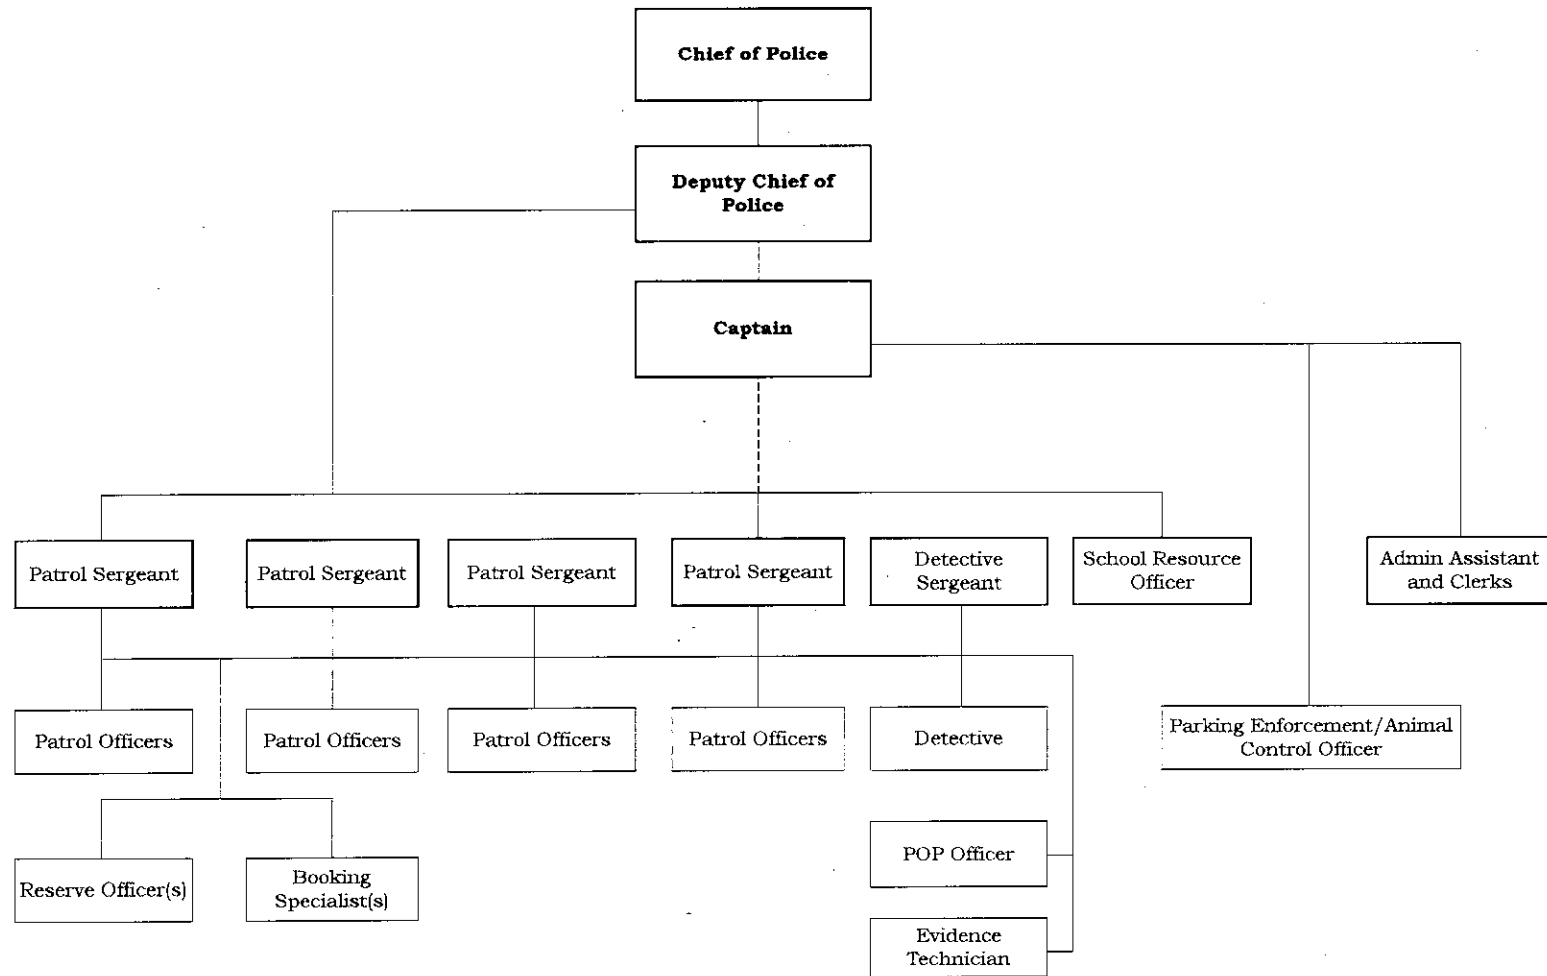 Chief of Police
Deputy Chief of
Police
Captain
Patrol Sergeant
Patrol Sergeant
Patrol Sergeant
Patrol Sergeant
Detective
Sergeant
School Resource
Officer
Admin Assistant
and Clerks
Patrol Officers
Patrol Officers
Patrol Officers
Patrol Officers
Detective
Parking Enforcement/Animal
Control Officer
POP Officer
Reserve Officer(s)
Booking
Specialist(s)
Evidence
Technician